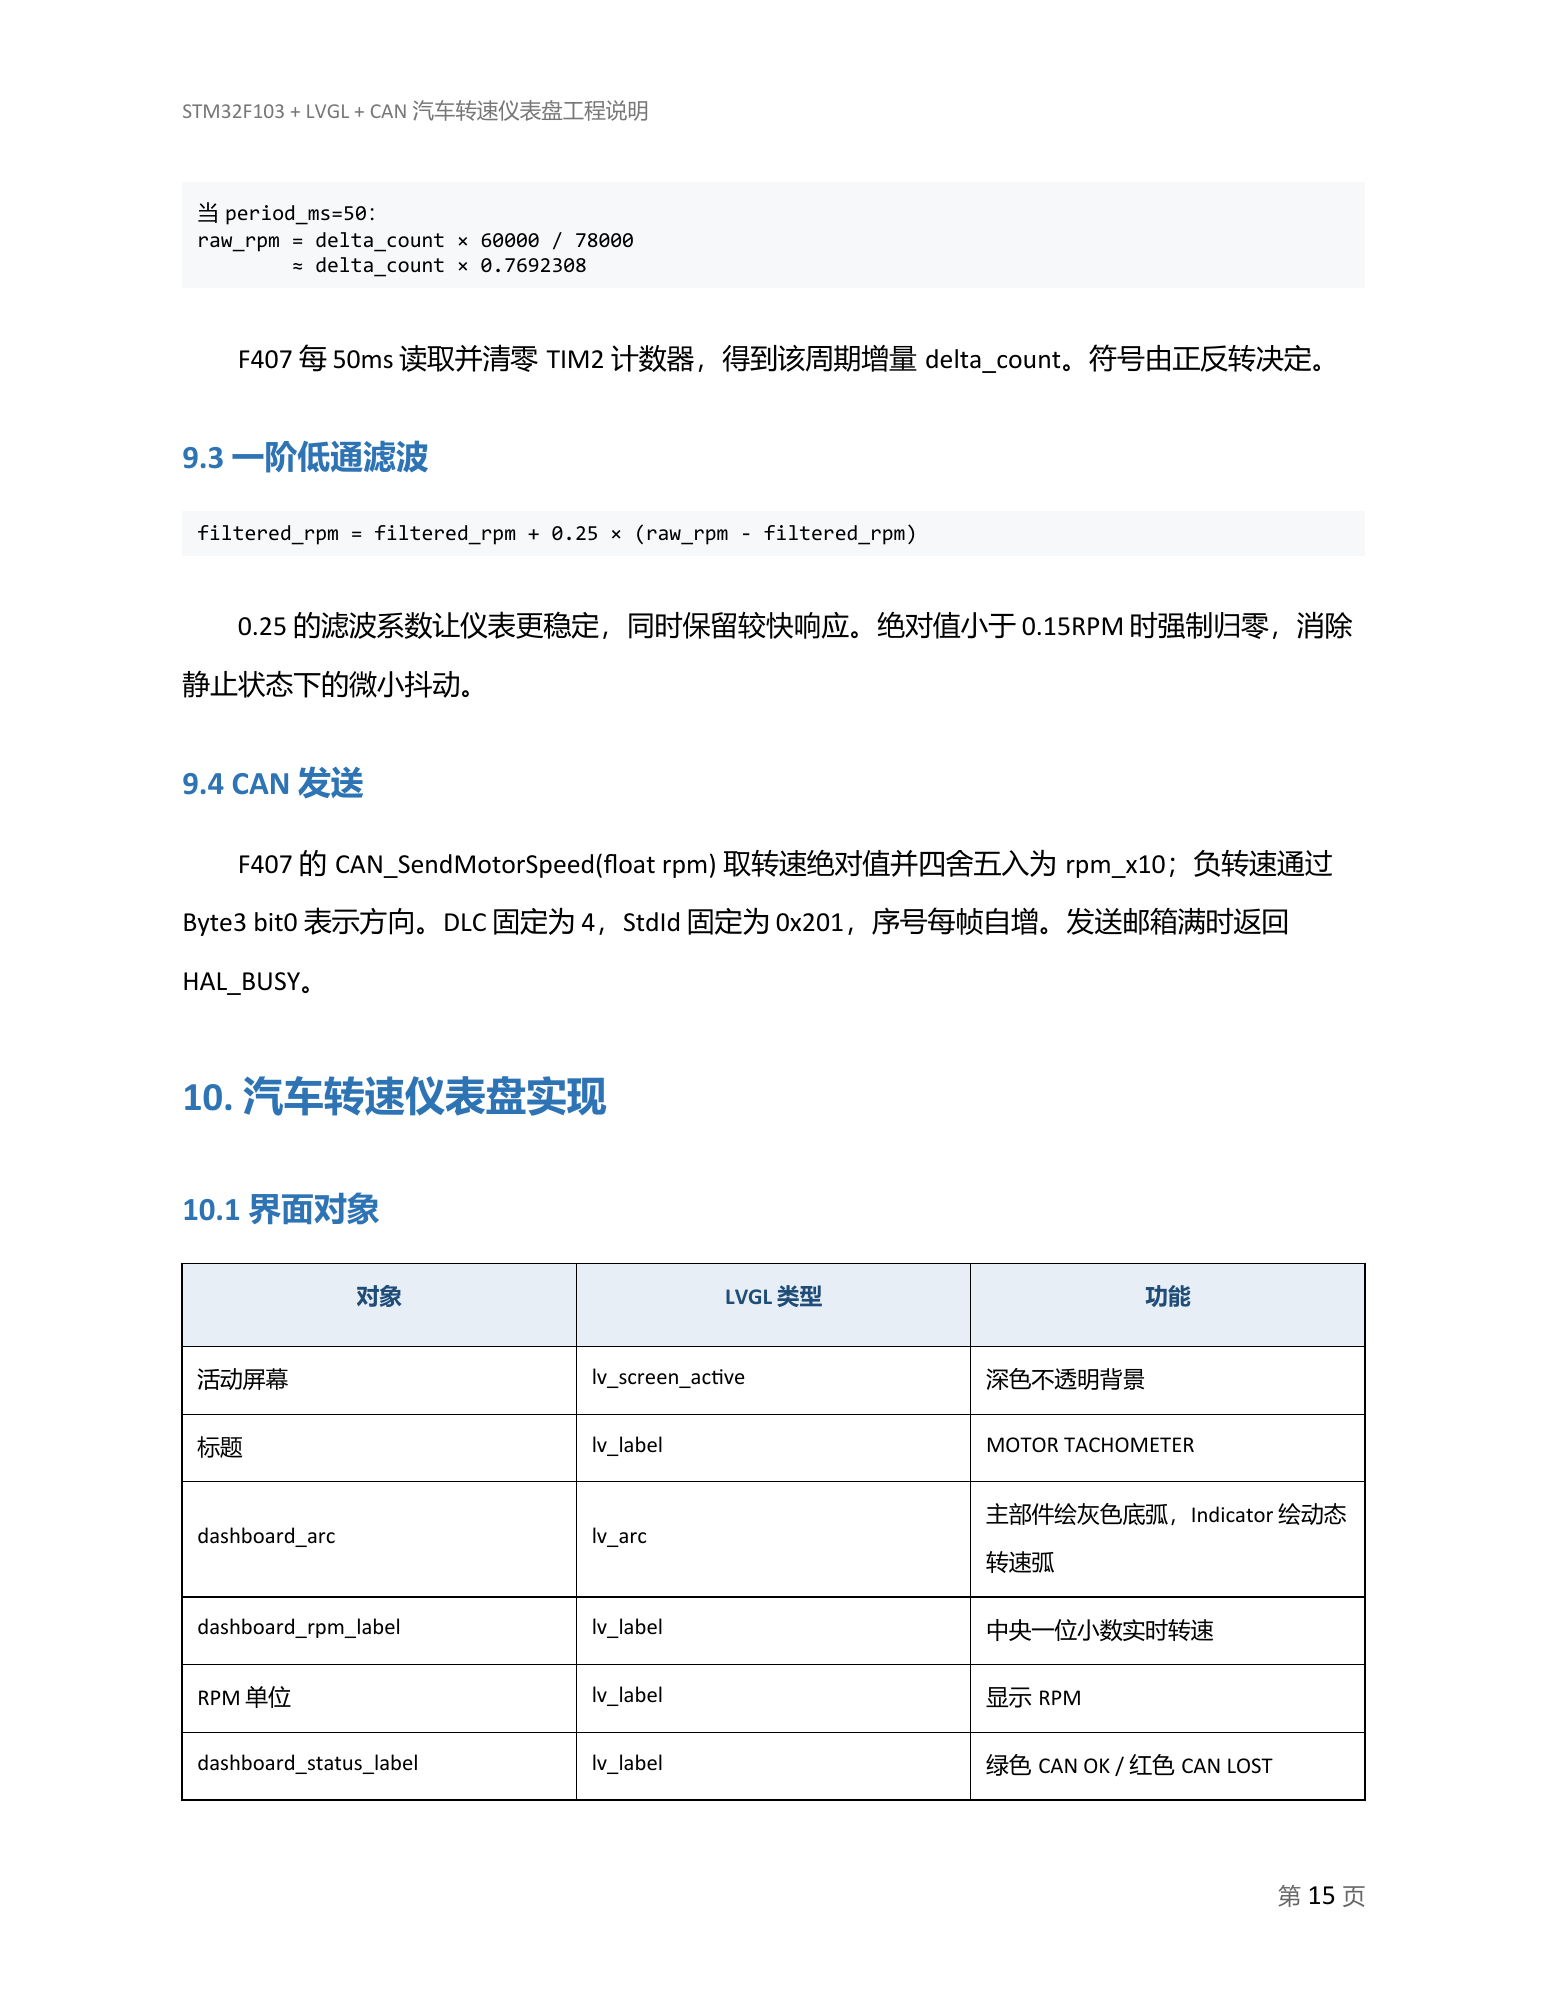 STM32F103 + LVGL + CAN 汽车转速仪表盘工程说明
当 period_ms=50：
raw_rpm = delta_count × 60000 / 78000
≈ delta_count × 0.7692308
F407 每 50ms 读取并清零 TIM2 计数器，得到该周期增量 delta_count。符号由正反转决定。
9.3 一阶低通滤波
filtered_rpm = filtered_rpm + 0.25 × (raw_rpm - filtered_rpm)
0.25 的滤波系数让仪表更稳定，同时保留较快响应。绝对值小于 0.15RPM 时强制归零，消除
静止状态下的微小抖动。
9.4 CAN 发送
F407 的 CAN_SendMotorSpeed(float rpm) 取转速绝对值并四舍五入为 rpm_x10；负转速通过
Byte3 bit0 表示方向。DLC 固定为 4，StdId 固定为 0x201，序号每帧自增。发送邮箱满时返回
HAL_BUSY。
10. 汽车转速仪表盘实现
10.1 界面对象
对象 LVGL 类型 功能
活动屏幕 lv_screen_active 深色不透明背景
标题 lv_label MOTOR TACHOMETER
dashboard_arc lv_arc 主部件绘灰色底弧，Indicator 绘动态
转速弧
dashboard_rpm_label lv_label 中央一位小数实时转速
RPM 单位 lv_label 显示 RPM
dashboard_status_label lv_label 绿色 CAN OK / 红色 CAN LOST
第 15 页